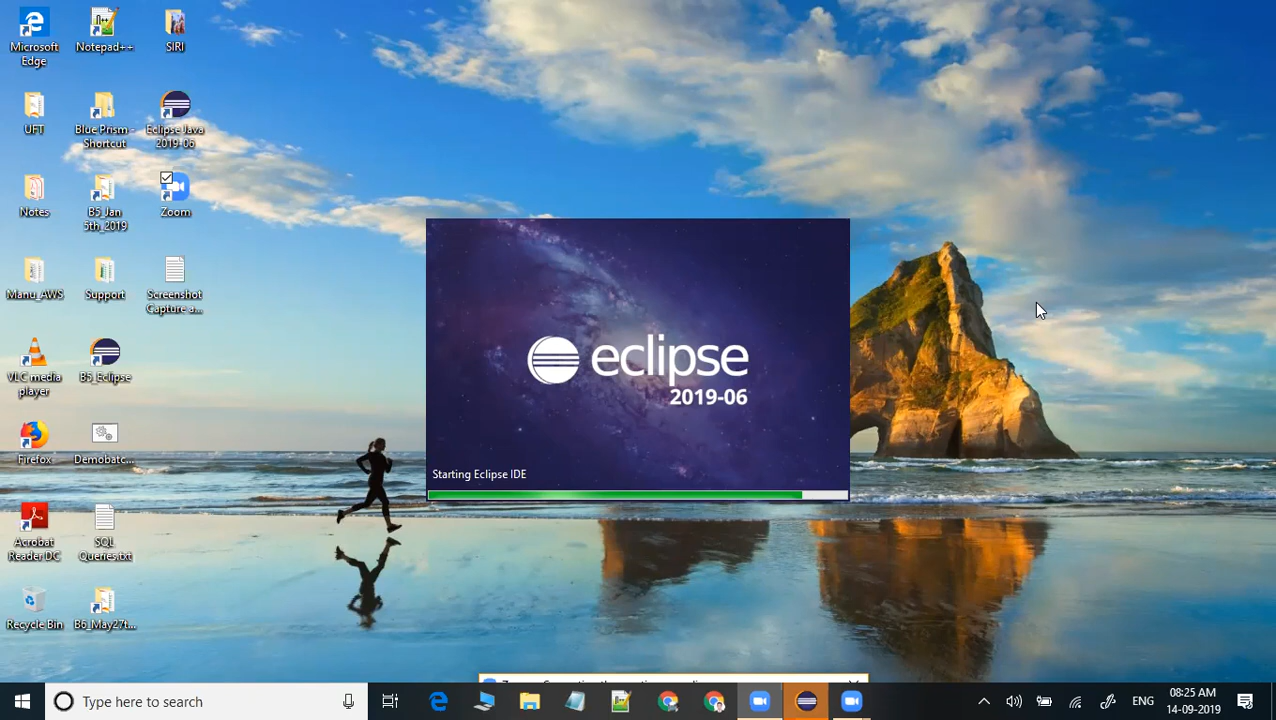 Microsoft
Edge
Notepad++
SIRI
UFT
Blue Prism -
Shortcut
Eclipse Java
2019-06
Notes
B5_Jan
5th_2019
Zoom
Manu_AWS
Support
Screenshot
Capture a...
VLC media
player
B5_Eclipse
Firefox
Demobatc...
Acrobat
Reader DC
SQL
Queries.txt
Recycle Bin
B6_May27t...
eclipse
2019-06
Starting Eclipse IDE
Type here to search
ENG
08:25 AM
14-09-2019